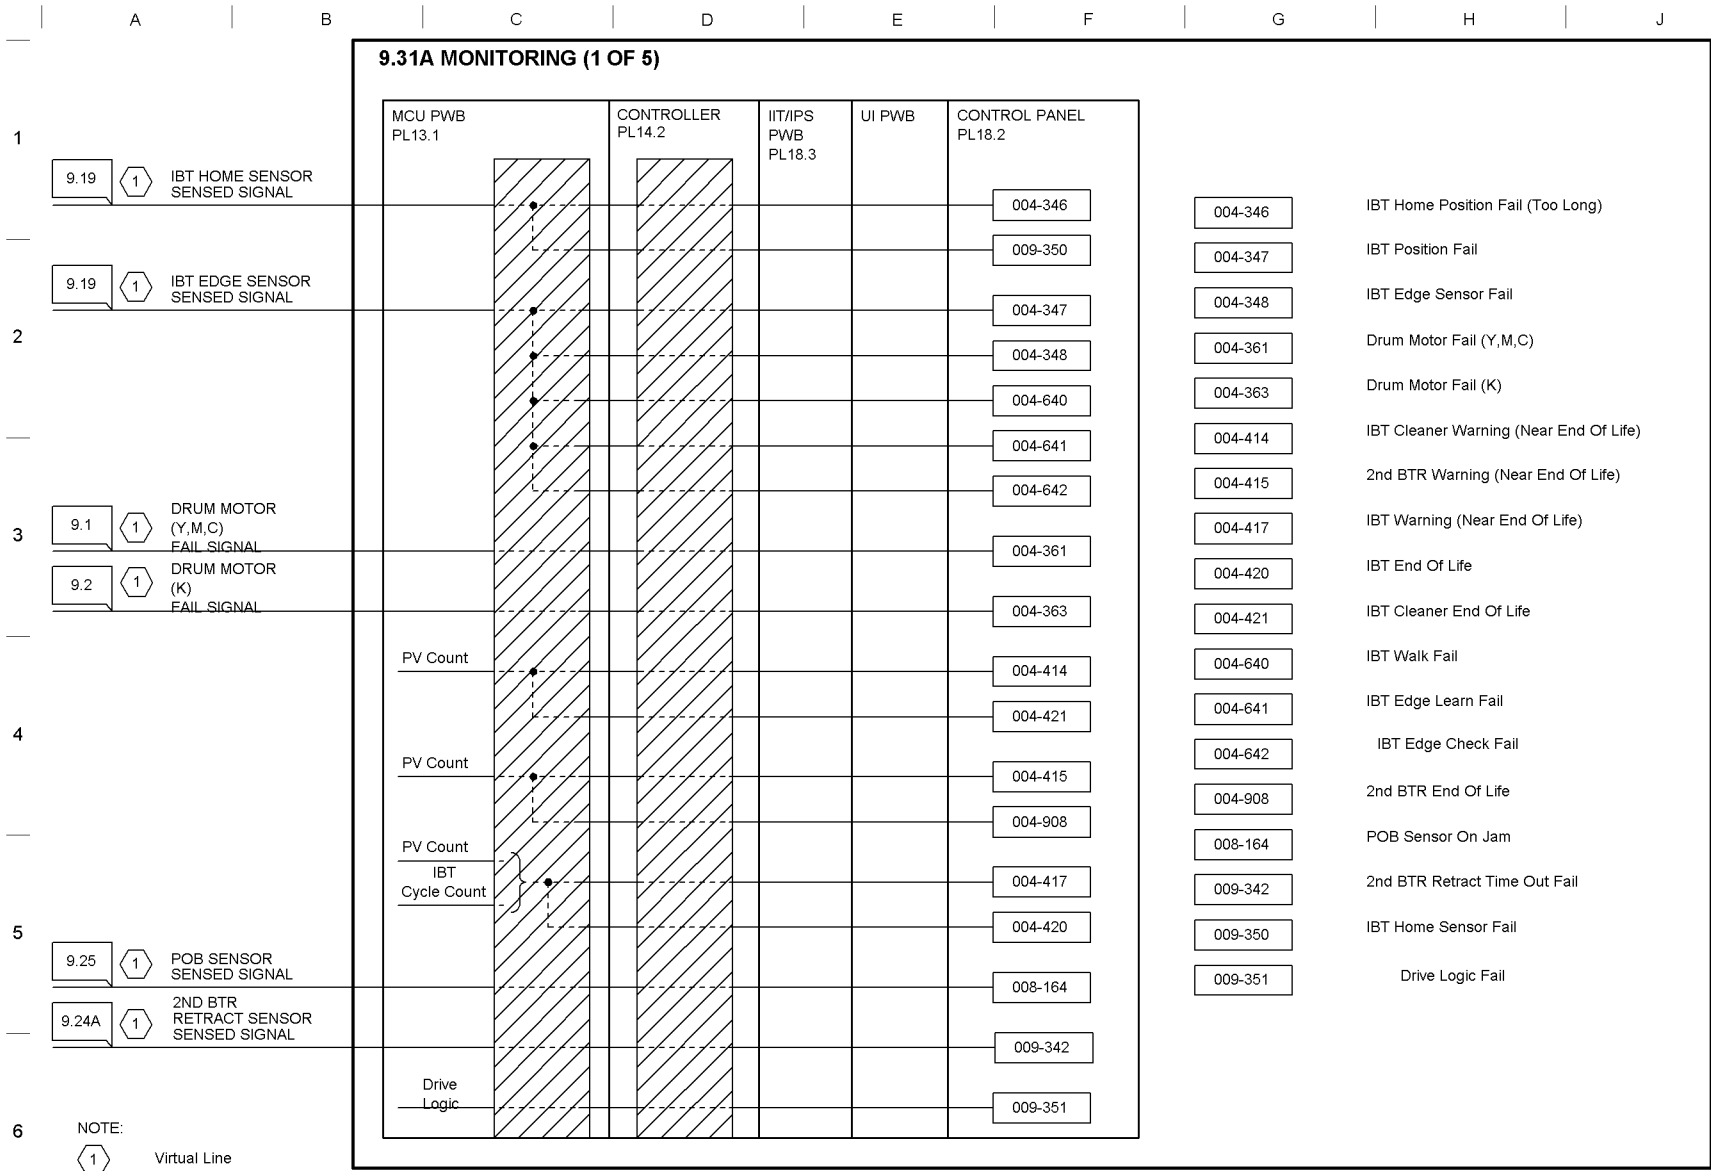 A B C D E F G H J
9.31A MONITORING (1 OF 5)
MCU PWB
PL13.1
CONTROLLER
PL14.2
IIT/IPS
PWB
PL18.3
UI PWB
CONTROL PANEL
PL18.2
1
9.19 1 IBT HOME SENSOR
SENSED SIGNAL
004-346
009-350
9.19 1 IBT EDGE SENSOR
SENSED SIGNAL
004-347
2
004-348
004-640
004-641
004-642
3
9.1 1 DRUM MOTOR
(Y,M,C)
FAIL SIGNAL
004-361
9.2 1 DRUM MOTOR
(K)
FAIL SIGNAL
004-363
PV Count
004-414
004-421
4
PV Count
004-415
004-908
PV Count
IBT
Cycle Count
004-417
004-420
5
9.25 1 POB SENSOR
SENSED SIGNAL
008-164
9.24A 1 2ND BTR
RETRACT SENSOR
SENSED SIGNAL
009-342
Drive
Logic
009-351
6
004-346 IBT Home Position Fail (Too Long)
004-347 IBT Position Fail
004-348 IBT Edge Sensor Fail
004-361 Drum Motor Fail (Y,M,C)
004-363 Drum Motor Fail (K)
004-414 IBT Cleaner Warning (Near End Of Life)
004-415 2nd BTR Warning (Near End Of Life)
004-417 IBT Warning (Near End Of Life)
004-420 IBT End Of Life
004-421 IBT Cleaner End Of Life
004-640 IBT Walk Fail
004-641 IBT Edge Learn Fail
004-642 IBT Edge Check Fail
004-908 2nd BTR End Of Life
008-164 POB Sensor On Jam
009-342 2nd BTR Retract Time Out Fail
009-350 IBT Home Sensor Fail
009-351 Drive Logic Fail
NOTE:
1 Virtual Line